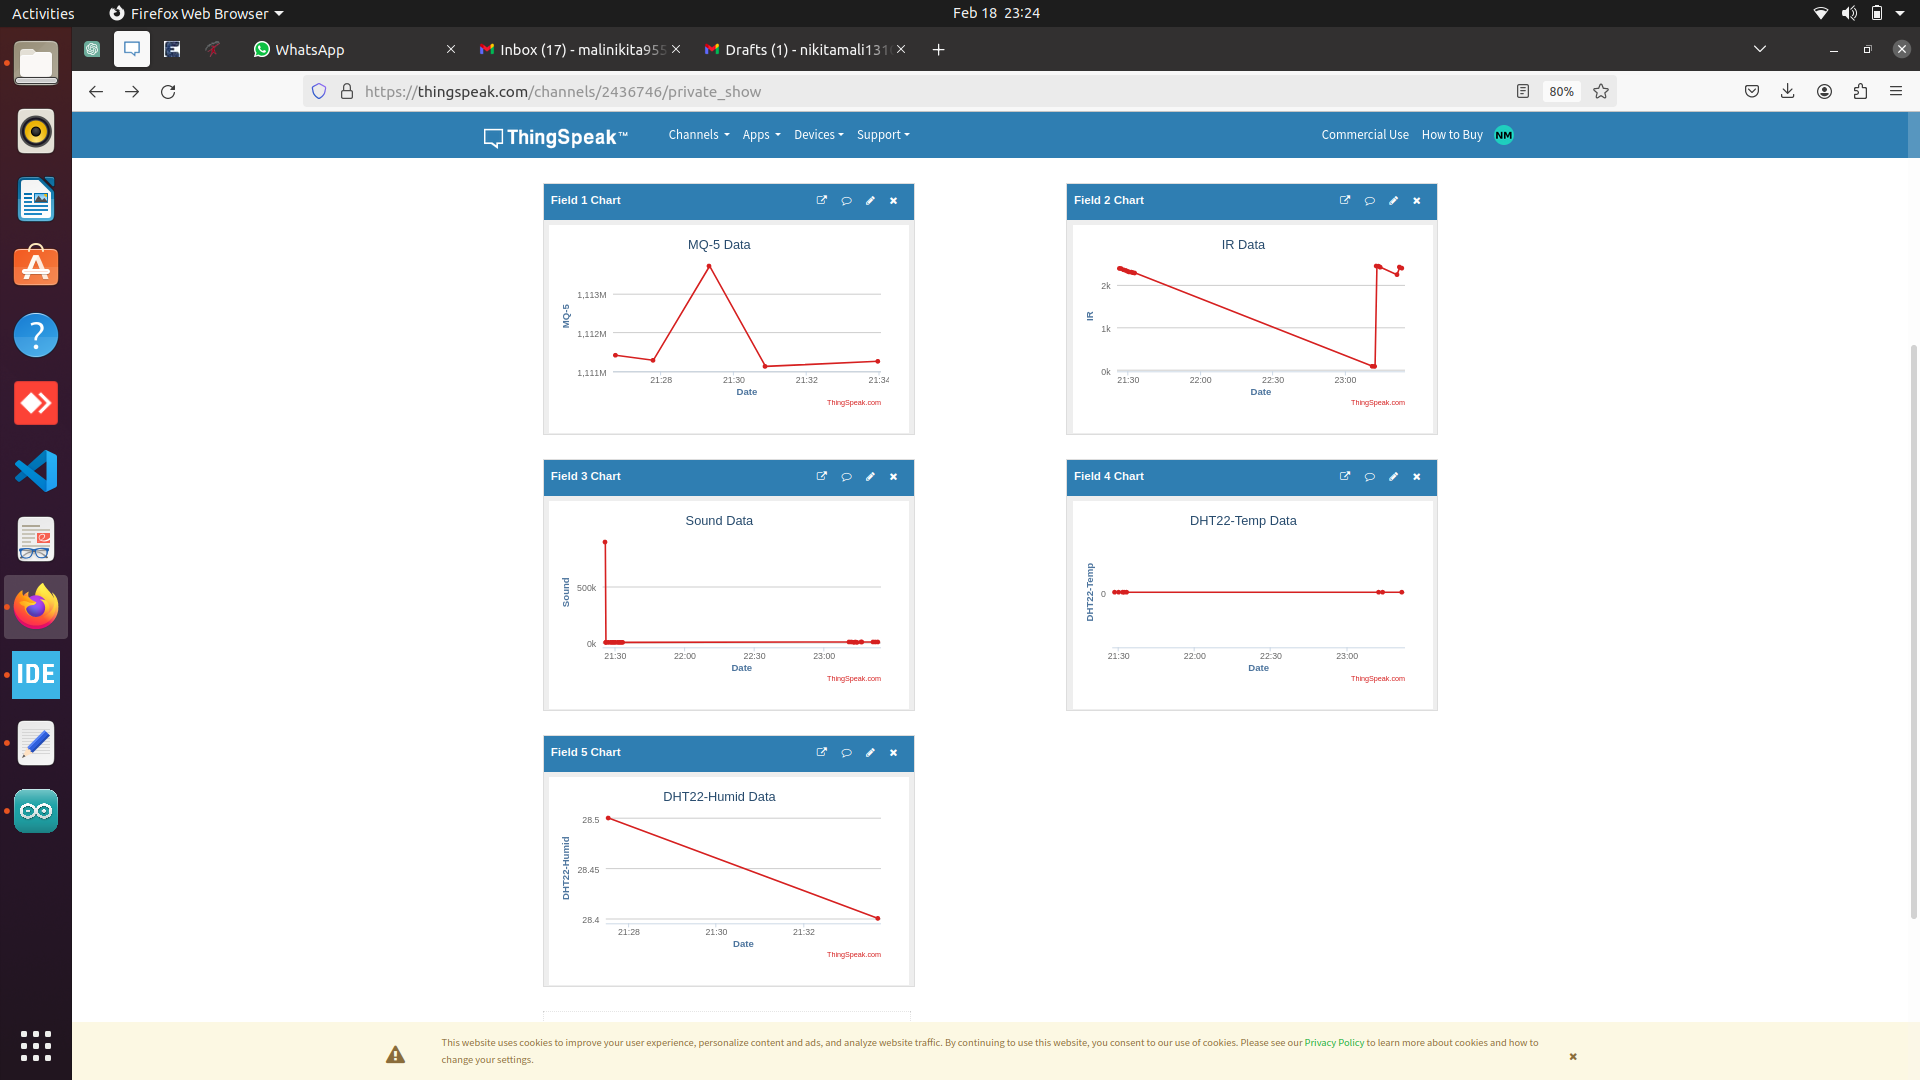 Activities
Firefox Web Browser
Feb 18 23:24
WhatsApp
Inbox (17) - malinikita955
Drafts (1) - nikitamali1310
https://thingspeak.com/channels/2436746/private_show
80%
ThingSpeak™
Channels
Apps
Devices
Support
Commercial Use
How to Buy
NM
Field 1 Chart
MQ-5 Data
MQ-5
1,113M
1,112M
1,111M
21:28
21:30
21:32
21:34
Date
ThingSpeak.com
Field 2 Chart
IR Data
IR
2k
1k
0k
21:30
22:00
22:30
23:00
Date
ThingSpeak.com
Field 3 Chart
Sound Data
Sound
500k
0k
21:30
22:00
22:30
23:00
Date
ThingSpeak.com
Field 4 Chart
DHT22-Temp Data
DHT22-Temp
0
21:30
22:00
22:30
23:00
Date
ThingSpeak.com
Field 5 Chart
DHT22-Humid Data
DHT22-Humid
28.5
28.45
28.4
21:28
21:30
21:32
Date
ThingSpeak.com
IDE
This website uses cookies to improve your user experience, personalize content and ads, and analyze website traffic. By continuing to use this website, you consent to our use of cookies. Please see our Privacy Policy to learn more about cookies and how to
change your settings.